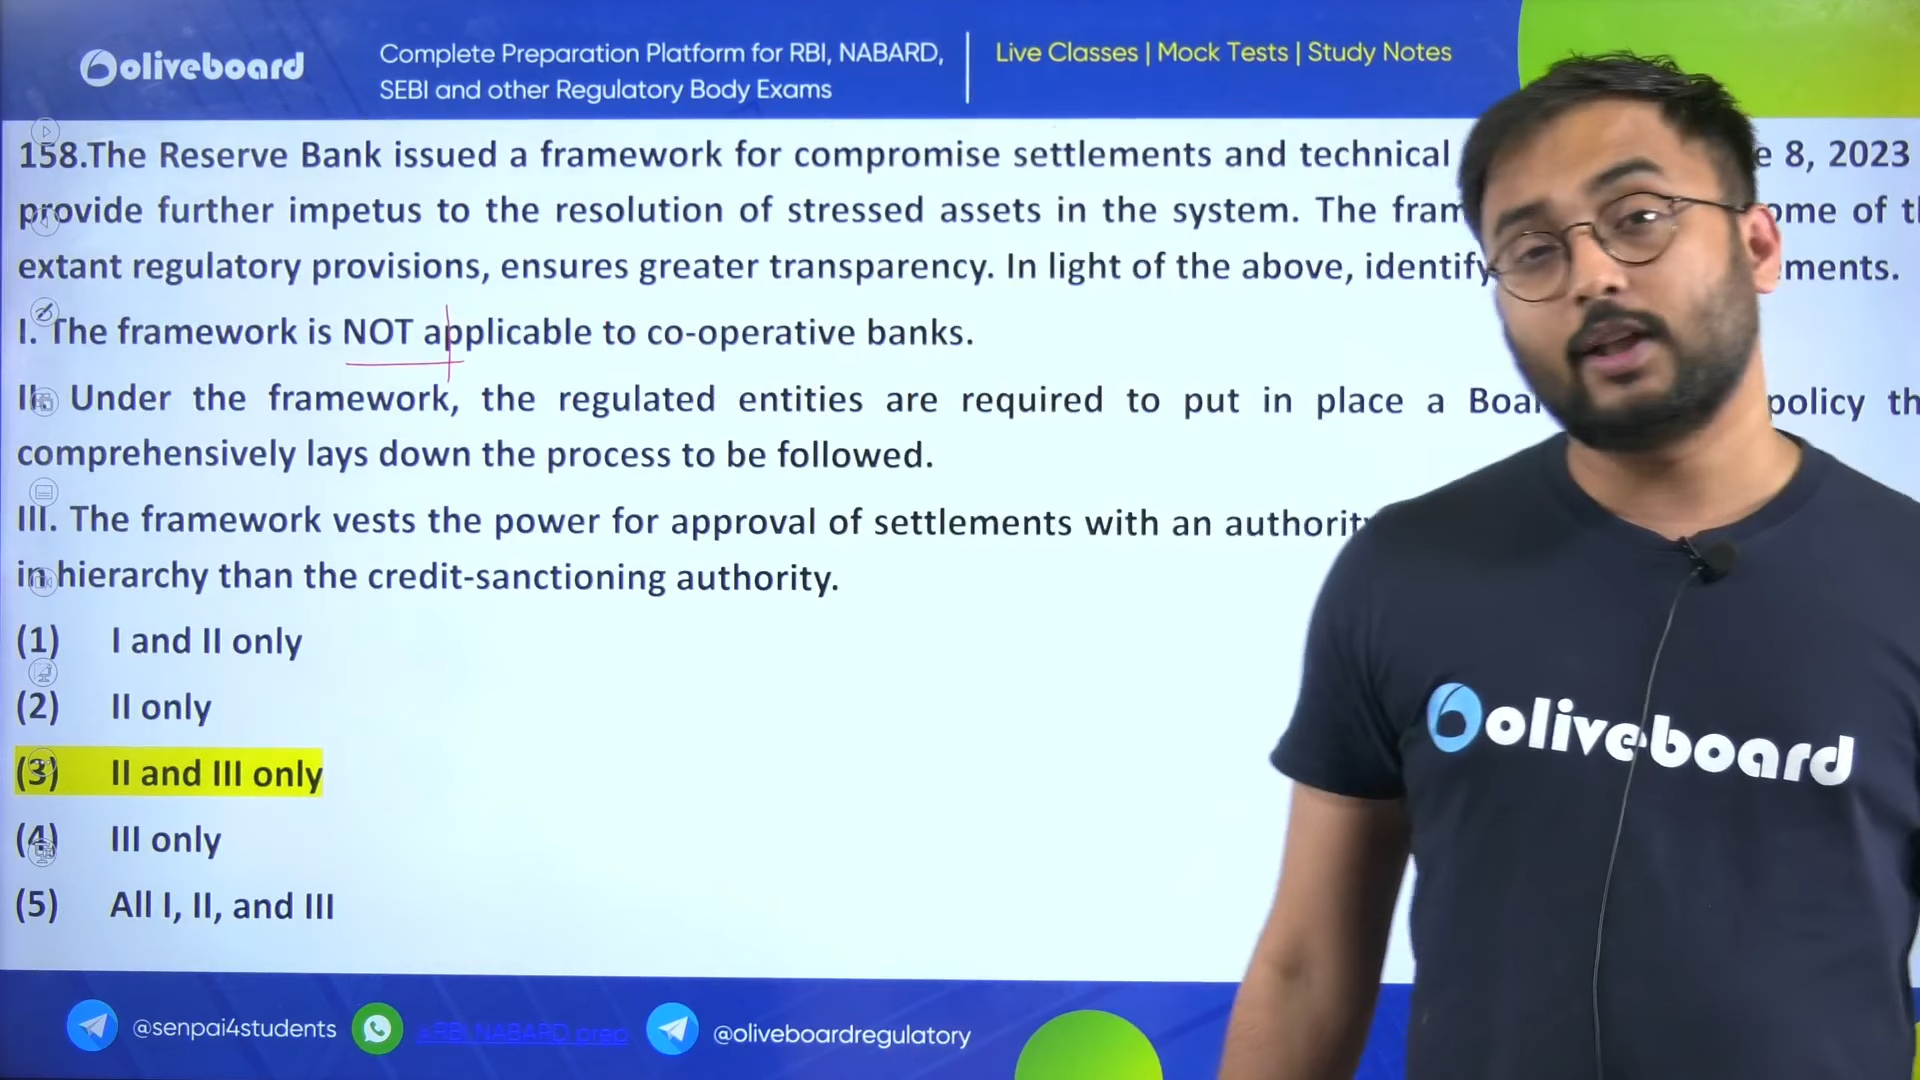 oliveboard
Complete Preparation Platform for RBI, NABARD,
SEBI and other Regulatory Body Exams
Live Classes | Mock Tests | Study Notes
158.The Reserve Bank issued a framework for compromise settlements and technical e 8, 2023
provide further impetus to the resolution of stressed assets in the system. The fram ome of
extant regulatory provisions, ensures greater transparency. In light of the above, identify ments.
I. The framework is NOT applicable to co-operative banks.
II. Under the framework, the regulated entities are required to put in place a Boar policy th
comprehensively lays down the process to be followed.
III. The framework vests the power for approval of settlements with an authority
in hierarchy than the credit-sanctioning authority.
(1) I and II only
(2) II only
(3) II and III only
(4) III only
(5) All I, II, and III
oliveboard
@senpai4students
@oliveboardregulatory